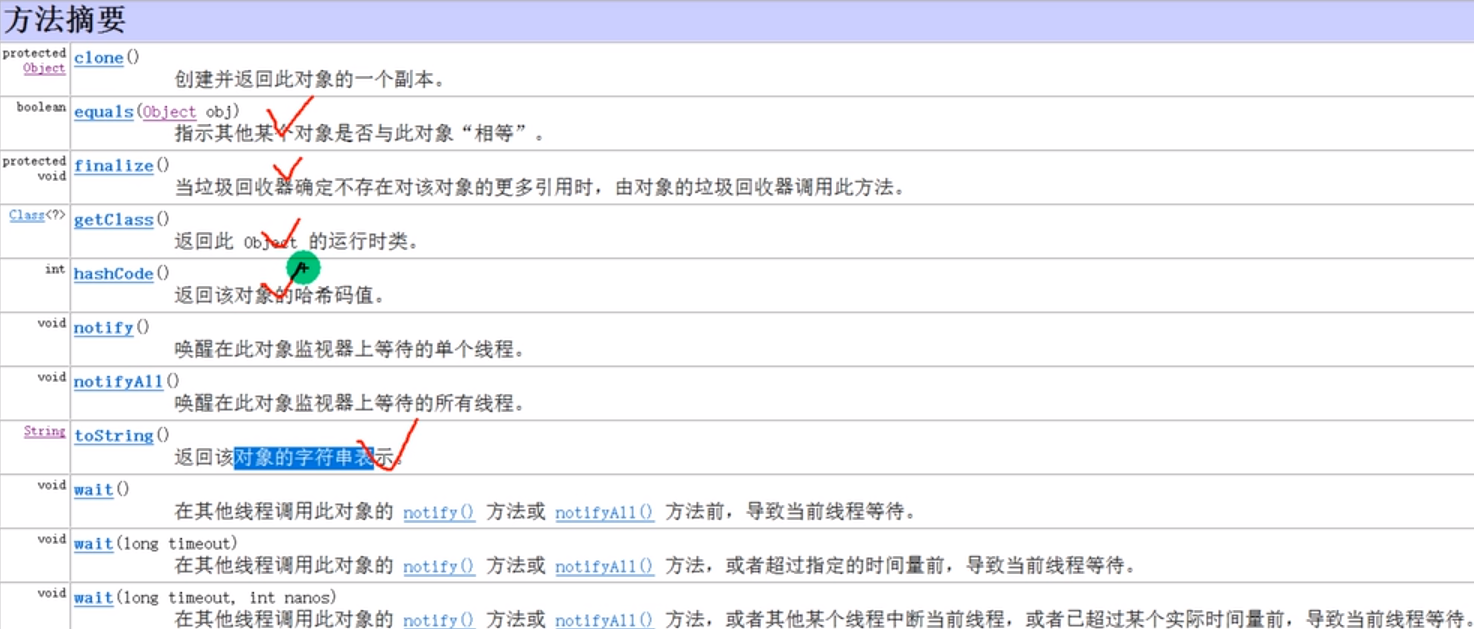 方法摘要
protected Object clone()
创建并返回此对象的一个副本。
boolean equals(Object obj)
指示其他某个对象是否与此对象“相等”。
protected void finalize()
当垃圾回收器确定不存在对该对象的更多引用时，由对象的垃圾回收器调用此方法。
Class<?> getClass()
返回此 Object 的运行时类。
int hashCode()
返回该对象的哈希码值。
void notify()
唤醒在此对象监视器上等待的单个线程。
void notifyAll()
唤醒在此对象监视器上等待的所有线程。
String toString()
返回该对象的字符串表示。
void wait()
在其他线程调用此对象的 notify() 方法或 notifyAll() 方法前，导致当前线程等待。
void wait(long timeout)
在其他线程调用此对象的 notify() 方法或 notifyAll() 方法，或者超过指定的时间量前，导致当前线程等待。
void wait(long timeout, int nanos)
在其他线程调用此对象的 notify() 方法或 notifyAll() 方法，或者其他某个线程中断当前线程，或者已超过某个实际时间量前，导致当前线程等待。